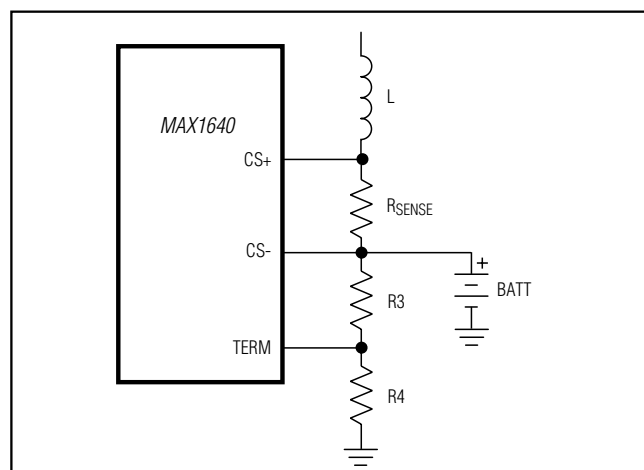 MAX1640
L
CS+
RSENSE
CS-
+
BATT
R3
TERM
R4